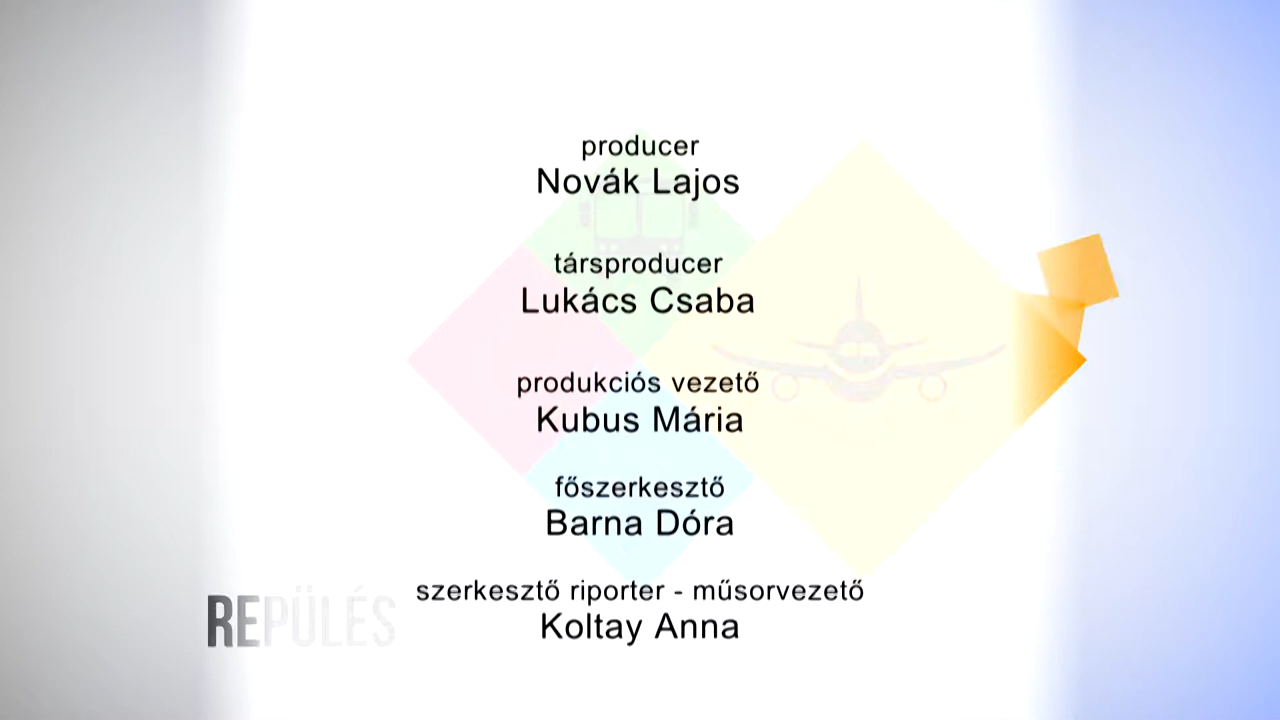 producer
Novák Lajos
társproducer
Lukács Csaba
produkciós vezető
Kubus Mária
főszerkesztő
Barna Dóra
szerkesztő riporter - műsorvezető
Koltay Anna
REPÜLÉS